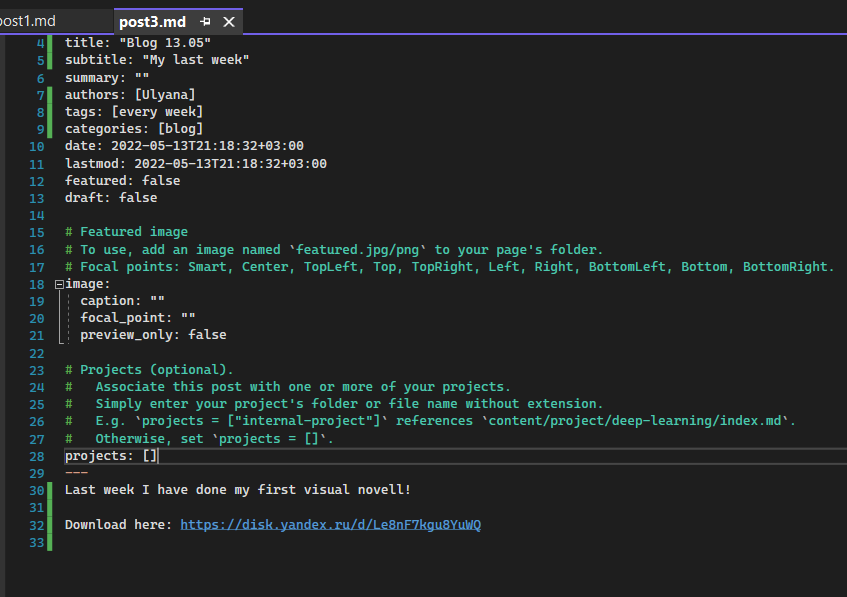 post1.md
post3.md
4 title: "Blog 13.05"
5 subtitle: "My last week"
6 summary: ""
7 authors: [Ulyana]
8 tags: [every week]
9 categories: [blog]
10 date: 2022-05-13T21:18:32+03:00
11 lastmod: 2022-05-13T21:18:32+03:00
12 featured: false
13 draft: false
14
15 # Featured image
16 # To use, add an image named `featured.jpg/png` to your page's folder.
17 # Focal points: Smart, Center, TopLeft, Top, TopRight, Left, Right, BottomLeft, Bottom, BottomRight.
18 image:
19   caption: ""
20   focal_point: ""
21   preview_only: false
22
23 # Projects (optional).
24 #   Associate this post with one or more of your projects.
25 #   Simply enter your project's folder or file name without extension.
26 #   E.g. `projects = ["internal-project"]` references `content/project/deep-learning/index.md`.
27 #   Otherwise, set `projects = []`.
28 projects: []
29 ---
30 Last week I have done my first visual novell!
31
32 Download here: https://disk.yandex.ru/d/Le8nF7kgu8YuWQ
33